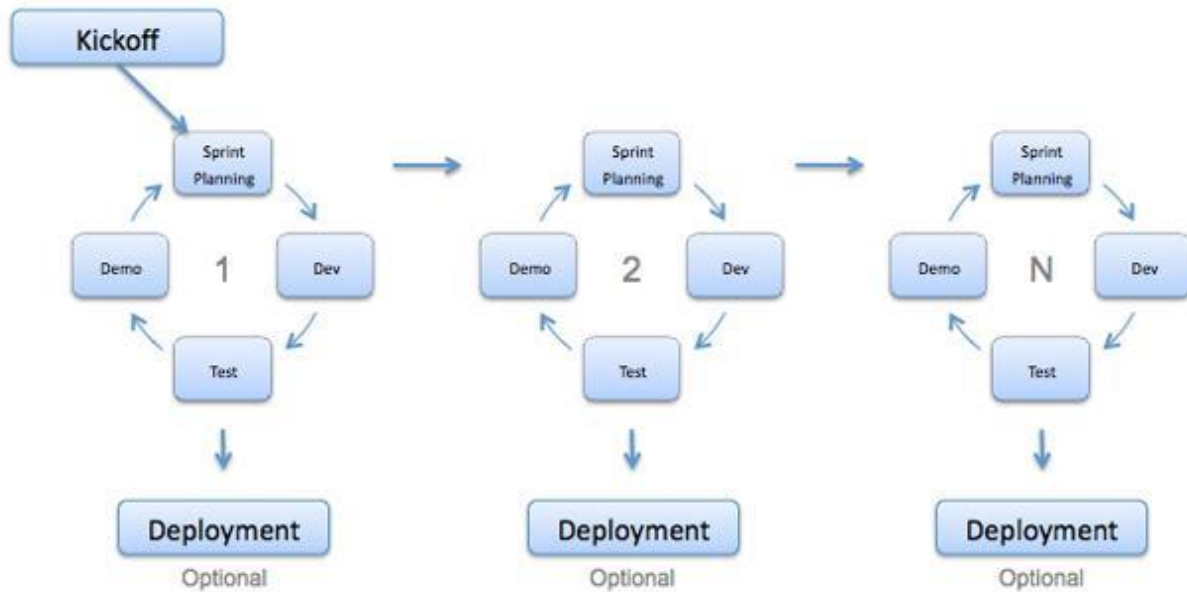 Kickoff
Sprint
Planning
Demo
1
Dev
Test
Deployment
Optional
Sprint
Planning
Demo
2
Dev
Test
Deployment
Optional
Sprint
Planning
Demo
N
Dev
Test
Deployment
Optional